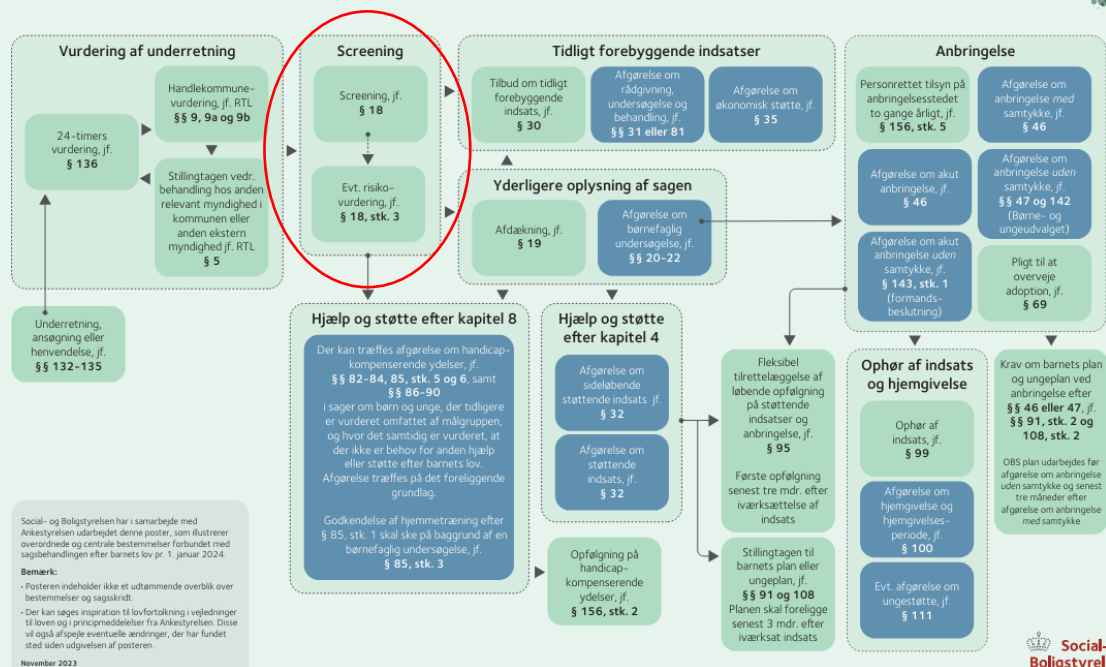 Vurdering af underretning
24-timers
vurdering, jf.
§ 136
Handlekommune-
vurdering, jf. RTL
§§ 9, 9a og 9b
Stillingtagen vedr.
behandling hos anden
relevant myndighed i
kommunen eller
anden ekstern
myndighed jf. RTL
§ 5
Underretning,
ansøgning eller
henvendelse, jf.
§§ 132-135
Screening
Screening, jf.
§ 18
Evt. risiko-
vurdering, jf.
§ 18, stk. 3
Tidligt forebyggende indsatser
Tilbud om tidligt
forebyggende
indsats, jf.
§ 30
Afgørelse om
rådgivning,
undersøgelse og
behandling, jf.
§§ 31 eller 81
Afgørelse om
økonomisk støtte, jf.
§ 35
Yderligere oplysning af sagen
Afdækning, jf.
§ 19
Afgørelse om
børnefaglig
undersøgelse, jf.
§§ 20-22
Anbringelse
Personrettet tilsyn på
anbringelsesstedet
to gange årligt, jf.
§ 156, stk. 5
Afgørelse om
anbringelse med
samtykke, jf.
§ 46
Afgørelse om akut
anbringelse, jf.
§ 46
Afgørelse om
anbringelse uden
samtykke, jf.
§§ 47 og 142
(Børne- og
ungeudvalget)
Afgørelse om akut
anbringelse uden
samtykke, jf.
§ 143, stk. 1
(formands-
beslutning)
Pligt til at
overveje
adoption, jf.
§ 69
Hjælp og støtte efter kapitel 8
Der kan træffes afgørelse om handicap-
kompenserende ydelser, jf.
§§ 82-84, 85, stk. 5 og 6, samt
§§ 86-90
i sager om børn og unge, der tidligere
er vurderet omfattet af målgruppen,
og hvor det samtidig er vurderet, at
der ikke er behov for anden hjælp
eller støtte efter barnets lov.
Afgørelse træffes på det foreliggende
grundlag.
Godkendelse af hjemmetræning efter
§ 85, stk. 1 skal ske på baggrund af en
børnefaglig undersøgelse, jf.
§ 85, stk. 3
Opfølgning på
handicap-
kompenserende
ydelser, jf.
§ 156, stk. 2
Hjælp og støtte
efter kapitel 4
Afgørelse om
sideløbende
støttende indsats jf.
§ 32
Afgørelse om
støttende
indsats, jf.
§ 32
Fleksibel
tilrettelæggelse af
løbende opfølgning
på støttende
indsatser og
anbringelse, jf.
§ 95
Første opfølgning
senest tre mdr. efter
iværksættelse af
indsats
Stillingtagen til
barnets plan eller
ungeplan, jf.
§§ 91 og 108
Planen skal foreligge
senest 3 mdr. efter
iværksat indsats
Ophør af indsats
og hjemgivelse
Ophør af
indsats, jf.
§ 99
Afgørelse om
hjemgivelse og
hjemgivelses-
periode, jf.
§ 100
Evt. afgørelse om
ungestøtte, jf.
§ 111
Krav om barnets plan
og ungeplan ved
anbringelse efter
§§ 46 eller 47, jf.
§§ 91, stk. 2 og
108, stk. 2
OBS plan udarbejdes før
afgørelse om anbringelse
uden samtykke og senest
tre måneder efter
afgørelse om anbringelse
med samtykke
Social- og Boligstyrelsen har i samarbejde med
Ankestyrelsen udarbejdet denne poster, som illustrerer
overordnede og centrale bestemmelser forbundet med
sagsbehandlingen efter barnets lov pr. 1. januar 2024.
Bemærk:
- Posteren indeholder ikke et udtømmende overblik over
bestemmelser og sagsskridt.
- Der kan søges inspiration til lovfortolkning i vejledninger
til loven og i principmeddelelser fra Ankestyrelsen. Disse
vil også afspejle eventuelle ændringer, der har fundet
sted siden udgivelsen af posteren.
November 2023
Social-
Boligstyrel